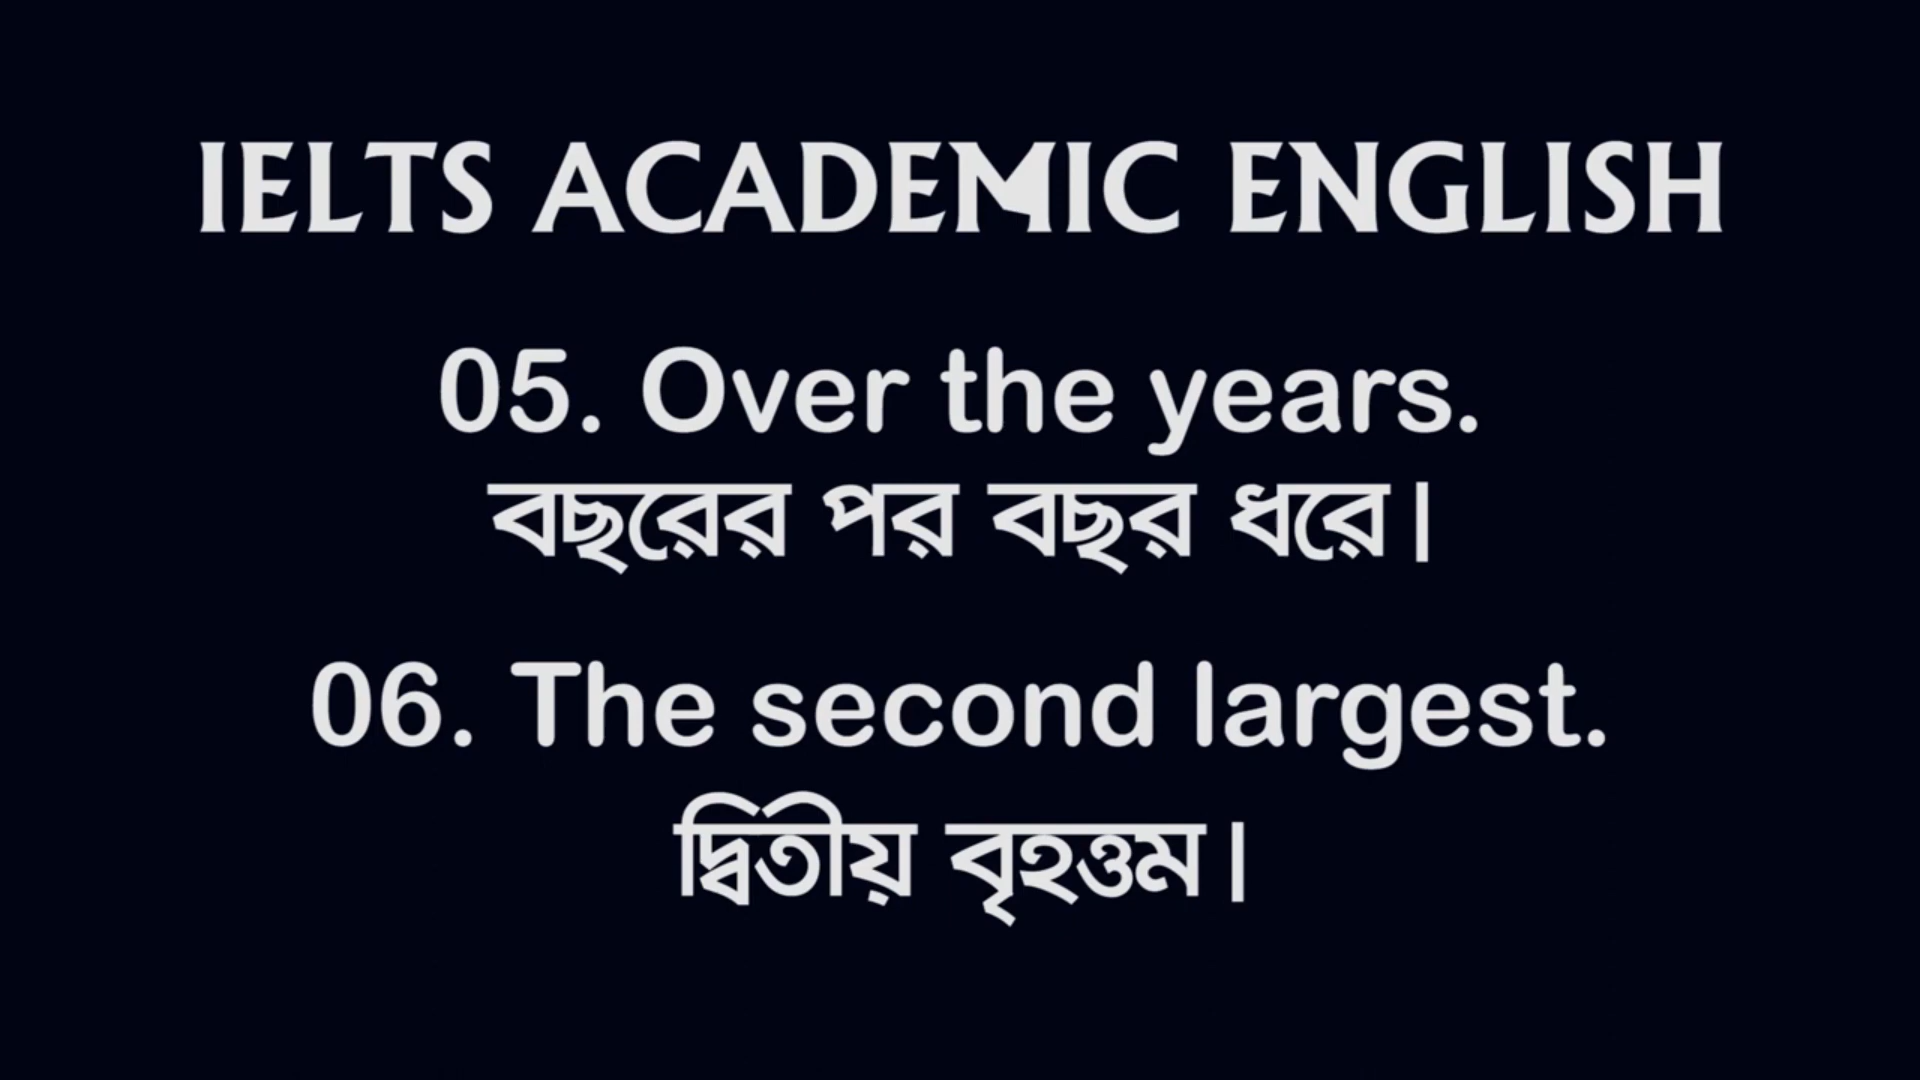 IELTS ACADEMIC ENGLISH
05. Over the years.
বছরের পর বছর ধরে।
06. The second largest.
দ্বিতীয় বৃহত্তম।